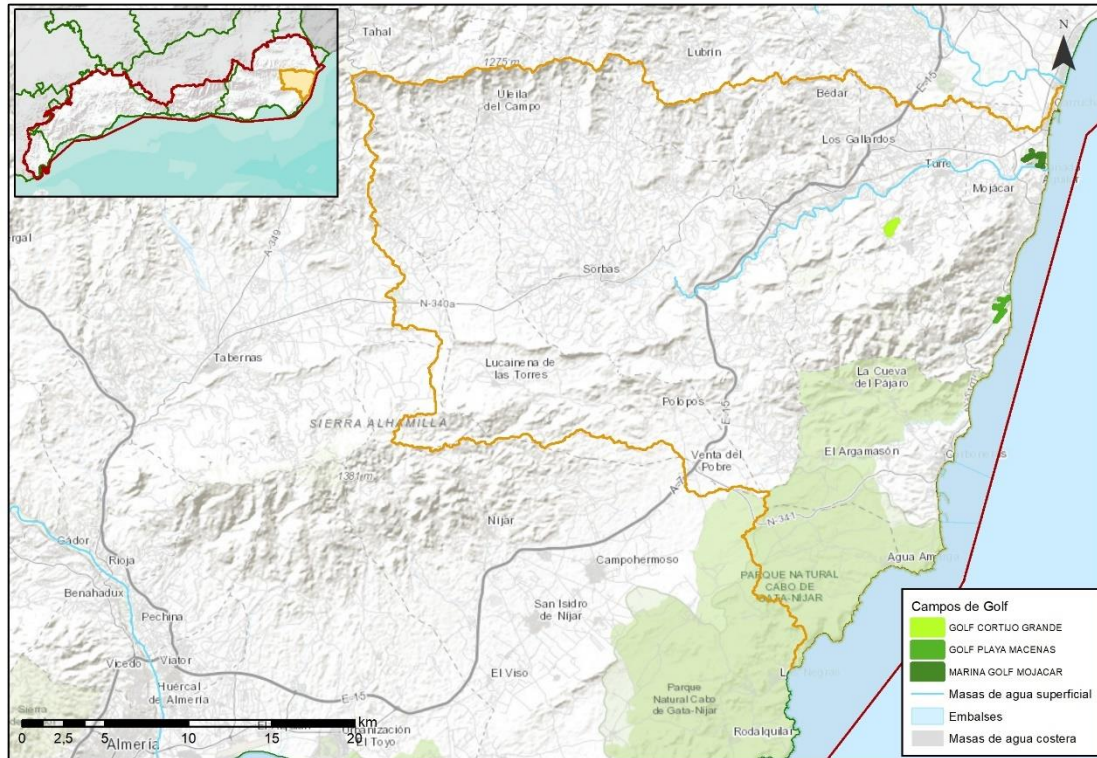 Tahal
Lubrín
N
1275 m
E-15
Uleila
del Campo
Bédar
Los Gallardos
Turre
Mojácar
A-349
Sorbas
N-340a
Tabernas
Lucainena de
las Torres
La Cueva
del Pájaro
Polopos
E-15
SIERRA ALHAMILLA
El Argamasón
Venta del
Pobre
1381 m
A-7
N-341
Níjar
Gádor
Rioja
Campohermoso
Agua
Benahadux
PARQUE NATURAL
CABO DE
GATA-NÍJAR
Pechina
San Isidro
de Níjar
Vícedo
Viator
El Viso
Huércal
de Almería
E-15
Parque
Natural Cabo
de Gata-Níjar
Rodalquilar
Almería
El Toyo
km
0 2,5 5 10 15 20
Campos de Golf
GOLF CORTIJO GRANDE
GOLF PLAYA MACENAS
MARINA GOLF MOJACAR
Masas de agua superficial
Embalses
Masas de agua costera